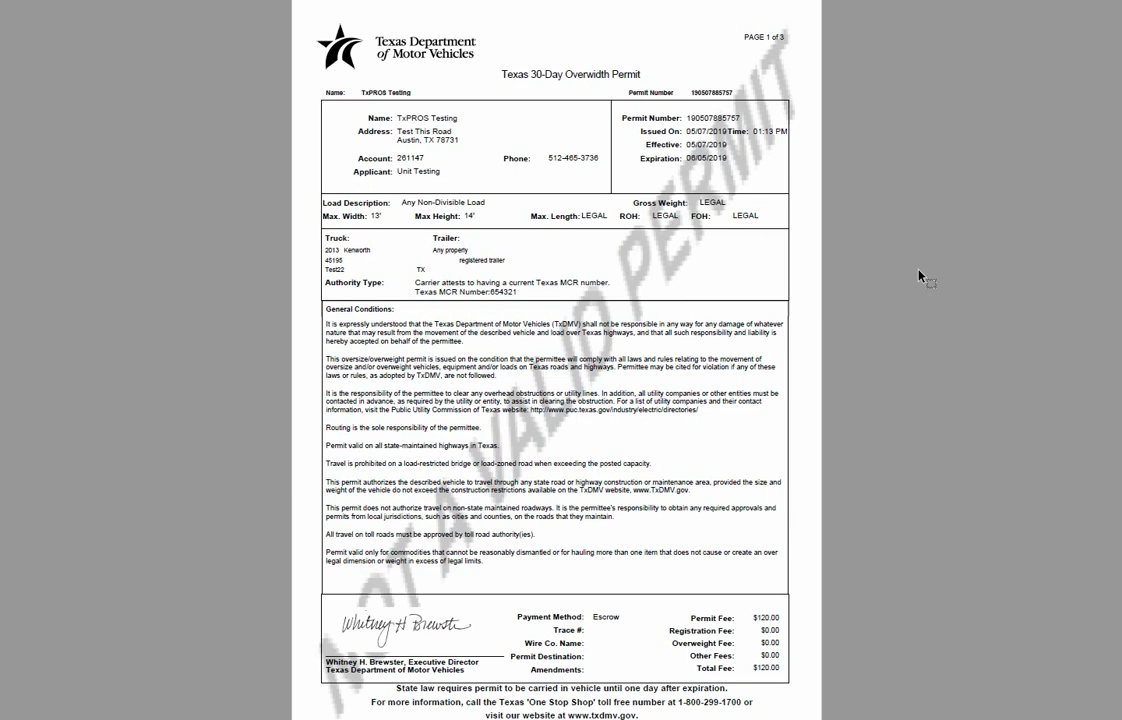 Texas Department
of Motor Vehicles
PAGE 1 of 3
Texas 30-Day Overwidth Permit
Name: TxPROS Testing Permit Number 190507885757
Name: TxPROS Testing Permit Number: 190507885757
Address: Test This Road Issued On: 05/07/2019 Time: 01:13 PM
Austin, TX 78731
Effective: 05/07/2019
Account: 261147 Phone: 512-465-3736 Expiration: 06/05/2019
Applicant: Unit Testing
Load Description: Any Non-Divisible Load Gross Weight: LEGAL
Max. Width: 13' Max Height: 14' Max. Length: LEGAL ROH: LEGAL FOH: LEGAL
Truck: Trailer:
2013 Kenworth Any property
45195 registered trailer
Test22 TX
Authority Type: Carrier attests to having a current Texas MCR number.
Texas MCR Number:654321
General Conditions:
It is expressly understood that the Texas Department of Motor Vehicles (TxDMV) shall not be responsible in any way for any damage of whatever
nature that may result from the movement of the described vehicle and load over Texas highways, and that all such responsibility and liability is
hereby accepted on behalf of the permittee.
This oversize/overweight permit is issued on the condition that the permittee will comply with all laws and rules relating to the movement of
oversize and/or overweight vehicles, equipment and/or loads on Texas roads and highways. Permittee may be cited for violation if any of these
laws or rules, as adopted by TxDMV, are not followed.
It is the responsibility of the permittee to clear any overhead obstructions or utility lines. In addition, all utility companies or other entities must be
contacted in advance, as required by the utility or entity, to assist in clearing the obstruction. For a list of utility companies and their contact
information, visit the Public Utility Commission of Texas website: http://www.puc.texas.gov/industry/electric/directories/
Routing is the sole responsibility of the permittee.
Permit valid on all state-maintained highways in Texas.
Travel is prohibited on a load-restricted bridge or load-zoned road when exceeding the posted capacity.
This permit authorizes the described vehicle to travel through any state road or highway construction or maintenance area, provided the size and
weight of the vehicle do not exceed the construction restrictions available on the TxDMV website, www.TxDMV.gov.
This permit does not authorize travel on non-state maintained roadways. It is the permittee's responsibility to obtain any required approvals and
permits from local jurisdictions, such as cities and counties, on the roads that they maintain.
All travel on toll roads must be approved by toll road authority(ies).
Permit valid only for commodities that cannot be reasonably dismantled or for hauling more than one item that does not cause or create an over
legal dimension or weight in excess of legal limits.
NOT A VALID PERMIT
Whitney H Brewster
Whitney H. Brewster, Executive Director
Texas Department of Motor Vehicles
Payment Method: Escrow Permit Fee: $120.00
Trace #: Registration Fee: $0.00
Wire Co. Name: Overweight Fee: $0.00
Permit Destination: Other Fees: $0.00
Amendments: Total Fee: $120.00
State law requires permit to be carried in vehicle until one day after expiration.
For more information, call the Texas 'One Stop Shop' toll free number at 1-800-299-1700 or
visit our website at www.txdmv.gov.